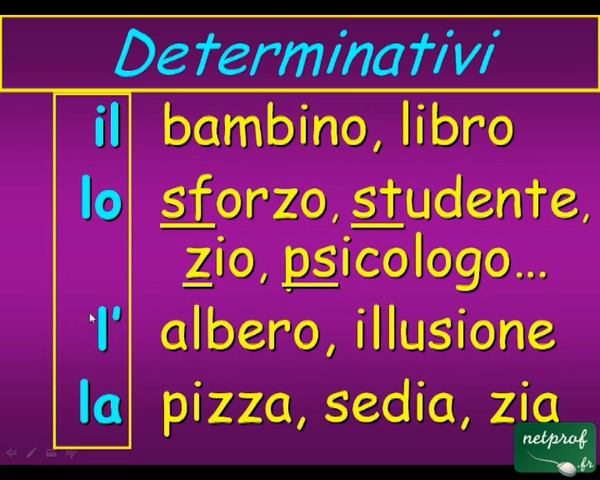 Determinativi
il bambino, libro
lo sforzo, studente,
zio, psicologo...
l' albero, illusione
la pizza, sedia, zia
netprof
.fr